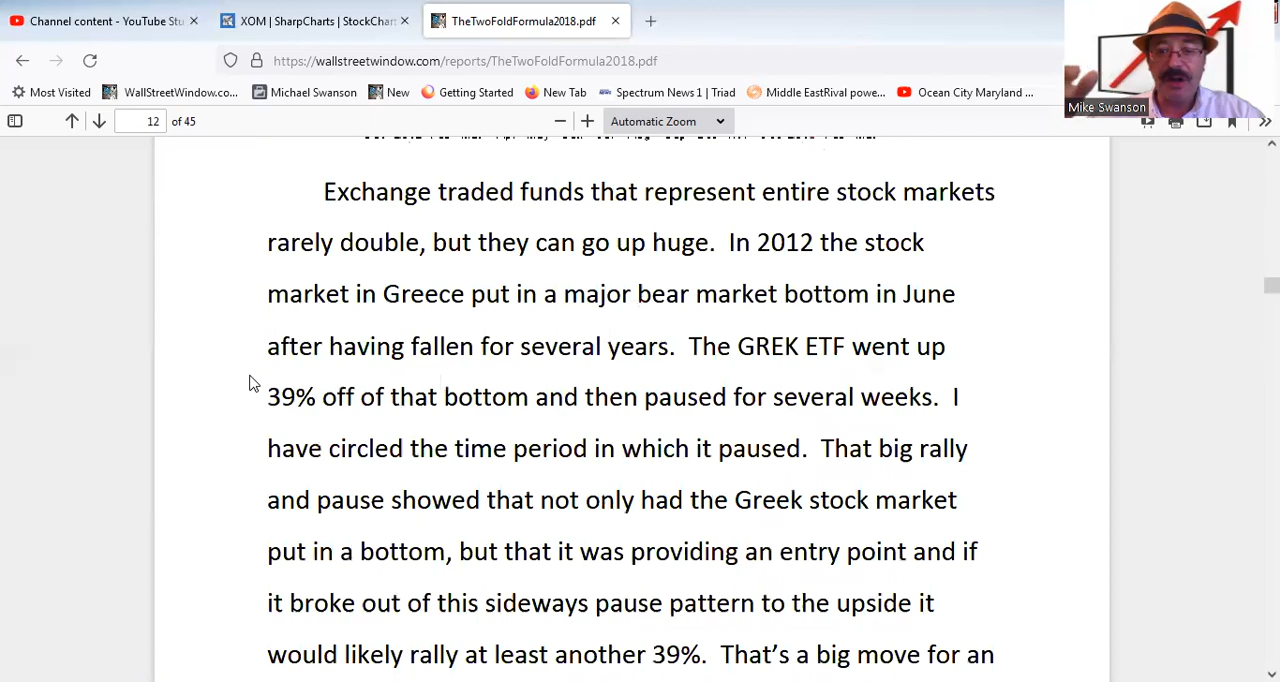 Channel content - YouTube Stu
XOM | SharpCharts | StockChar
TheTwoFoldFormula2018.pdf
https://wallstreetwindow.com/reports/TheTwoFoldFormula2018.pdf
Most Visited
WallStreetWindow.co...
Michael Swanson
New
Getting Started
New Tab
Spectrum News 1 | Triad
Middle EastRival powe...
Ocean City Maryland ...
Mike Swanson
12 of 45
Automatic Zoom
Exchange traded funds that represent entire stock markets
rarely double, but they can go up huge. In 2012 the stock
market in Greece put in a major bear market bottom in June
after having fallen for several years. The GREK ETF went up
39% off of that bottom and then paused for several weeks. I
have circled the time period in which it paused. That big rally
and pause showed that not only had the Greek stock market
put in a bottom, but that it was providing an entry point and if
it broke out of this sideways pause pattern to the upside it
would likely rally at least another 39%. That's a big move for an